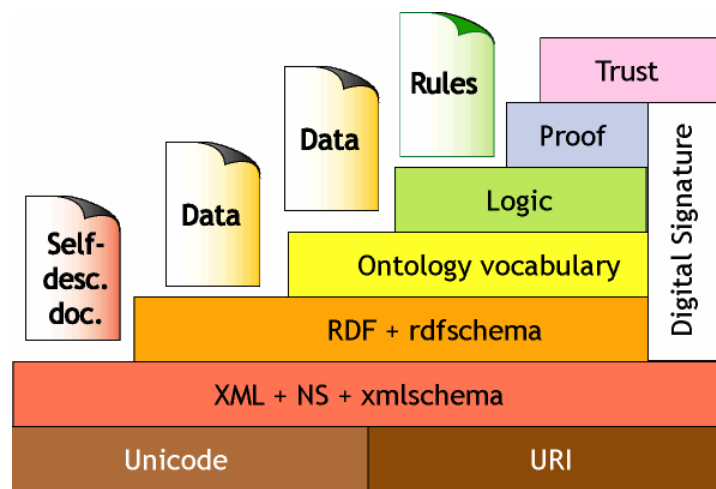 Rules
Trust
Data
Proof
Data
Logic
Self-
desc.
doc.
Ontology vocabulary
Digital Signature
RDF + rdfschema
XML + NS + xmlschema
Unicode
URI